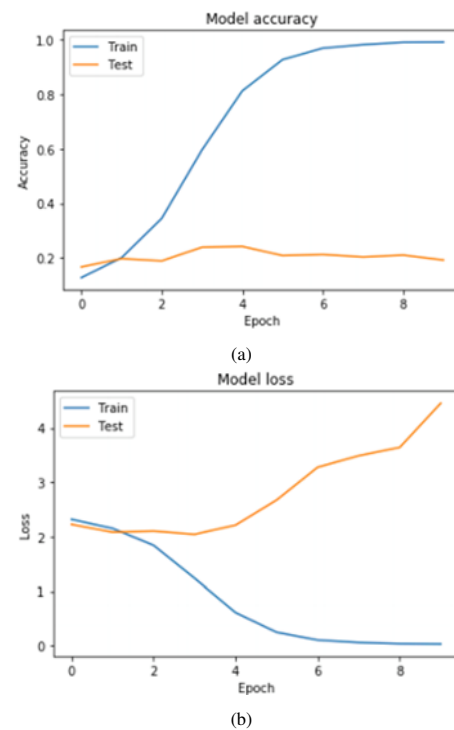 Model accuracy
Train
Test
1.0
0.8
0.6
0.4
0.2
Accuracy
0 2 4 6 8
Epoch
(a)
Model loss
Train
Test
4
3
2
1
0
Loss
0 2 4 6 8
Epoch
(b)